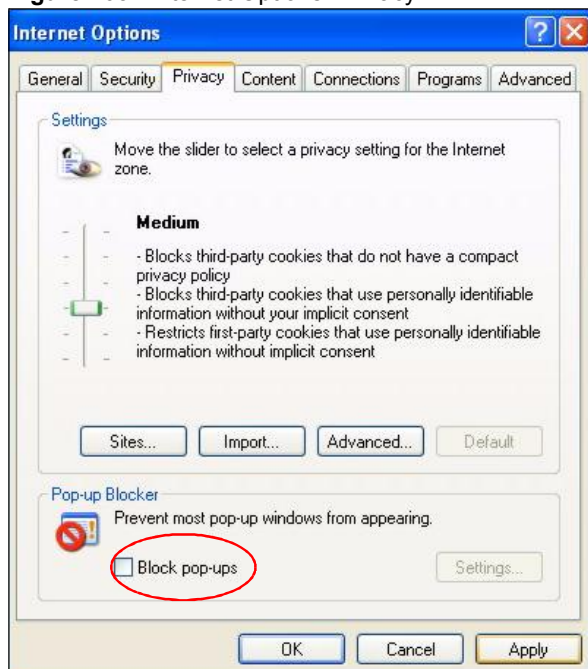 Internet Options
General Security Privacy Content Connections Programs Advanced
Settings
Move the slider to select a privacy setting for the Internet
zone.
Medium
- Blocks third-party cookies that do not have a compact
privacy policy
- Blocks third-party cookies that use personally identifiable
information without your implicit consent
- Restricts first-party cookies that use personally identifiable
information without implicit consent
Sites... Import... Advanced... Default
Pop-up Blocker
Prevent most pop-up windows from appearing.
Block pop-ups Settings...
OK Cancel Apply